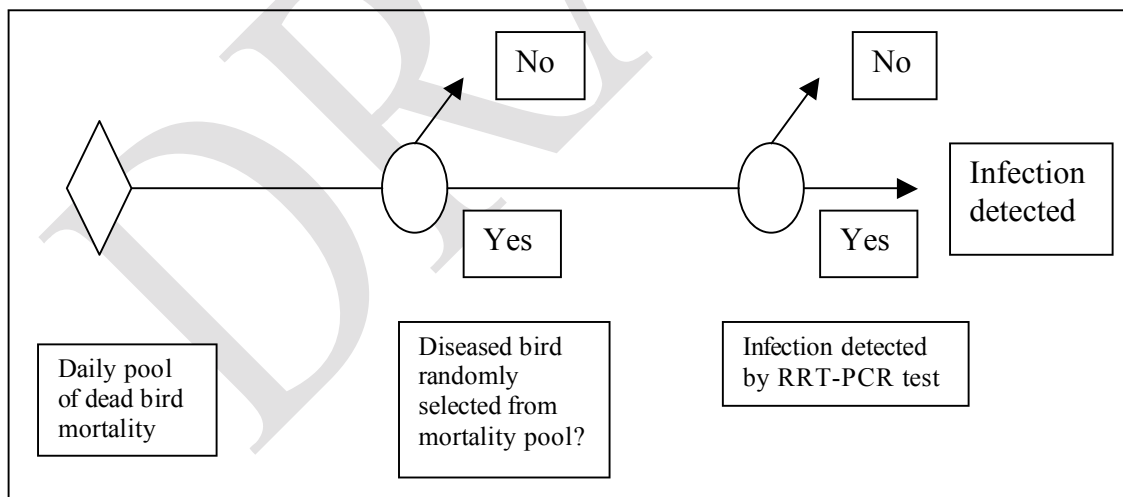 No
No
Yes
Yes
Infection
detected
Daily pool
of dead bird
mortality
Diseased bird
randomly
selected from
mortality pool?
Infection detected
by RRT-PCR test